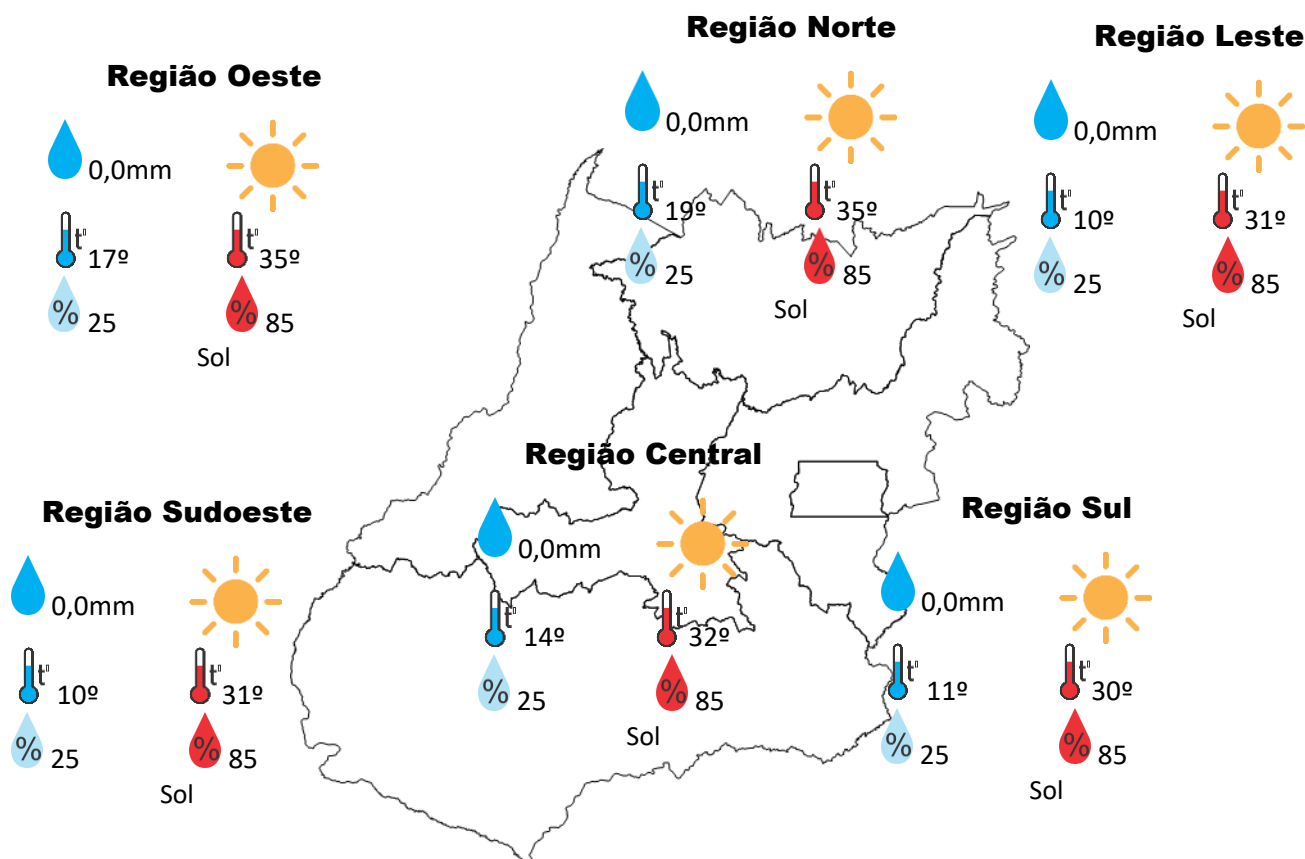 Região Norte
0,0mm
t°
19º
t°
35º
%
25
%
85
Sol
Região Leste
0,0mm
t°
10º
t°
31º
%
25
%
85
Sol
Região Oeste
0,0mm
t°
17º
t°
35º
%
25
%
85
Sol
Região Central
0,0mm
t°
14º
t°
32º
%
25
%
85
Sol
Região Sudoeste
0,0mm
t°
10º
t°
31º
%
25
%
85
Sol
Região Sul
0,0mm
t°
11º
t°
30º
%
25
%
85
Sol